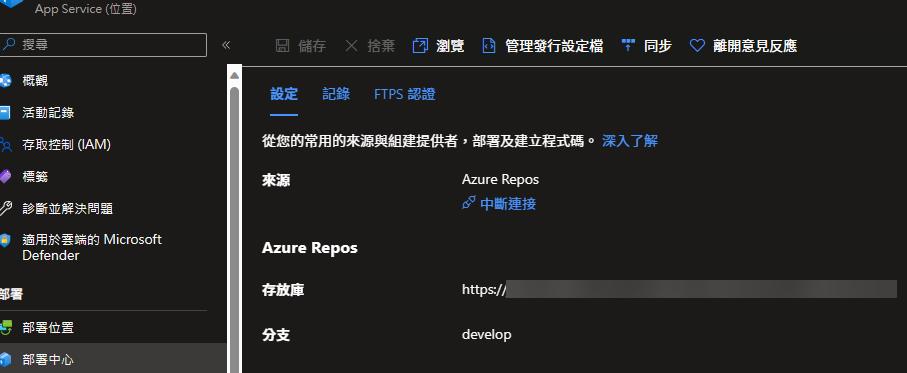 App Service (位置)
搜尋
«
儲存
捨棄
瀏覽
管理發行設定檔
同步
離開意見反應
概觀
活動記錄
存取控制 (IAM)
標籤
診斷並解決問題
適用於雲端的 Microsoft
Defender
部署
部署位置
部署中心
設定
記錄
FTPS 認證
從您的常用的來源與組建提供者，部署及建立程式碼。 深入了解
來源
Azure Repos
中斷連接
Azure Repos
存放庫
https://
分支
develop